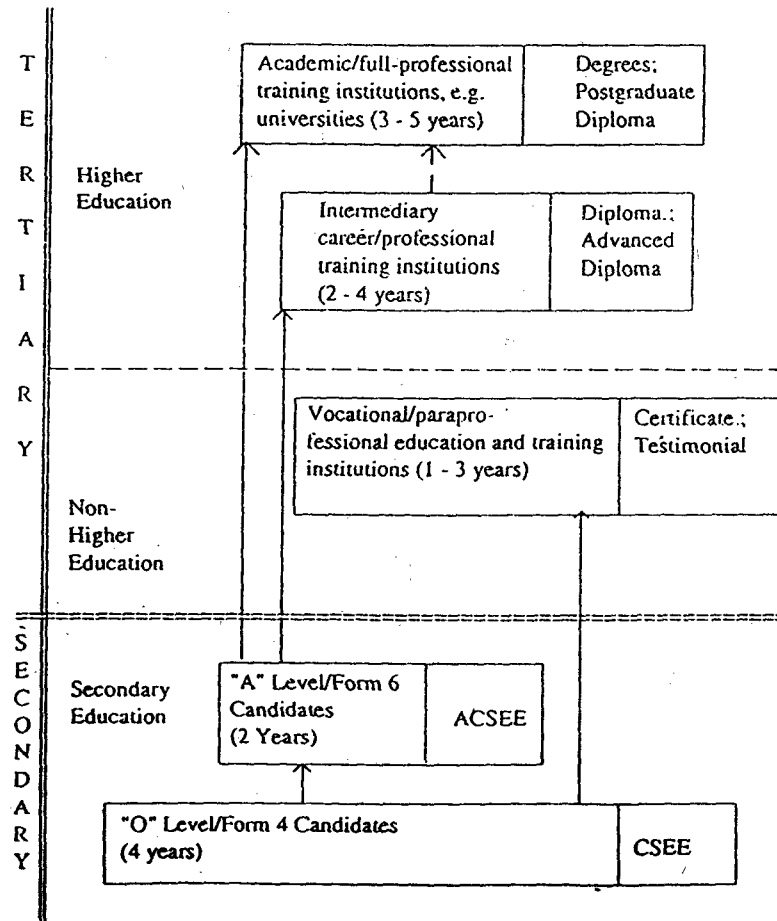 TERTIARY
Academic/full-professional
training institutions, e.g.
universities (3 - 5 years)
Degrees;
Postgraduate
Diploma
Higher
Education
Intermediary
career/professional
training institutions
(2 - 4 years)
Diploma.;
Advanced
Diploma
Vocational/parapro-
fessional education and training
institutions (1 - 3 years)
Certificate.;
Testimonial
Non-
Higher
Education
SECONDARY
Secondary
Education
"A" Level/Form 6
Candidates
(2 Years)
ACSEE
"O" Level/Form 4 Candidates
(4 years)
CSEE